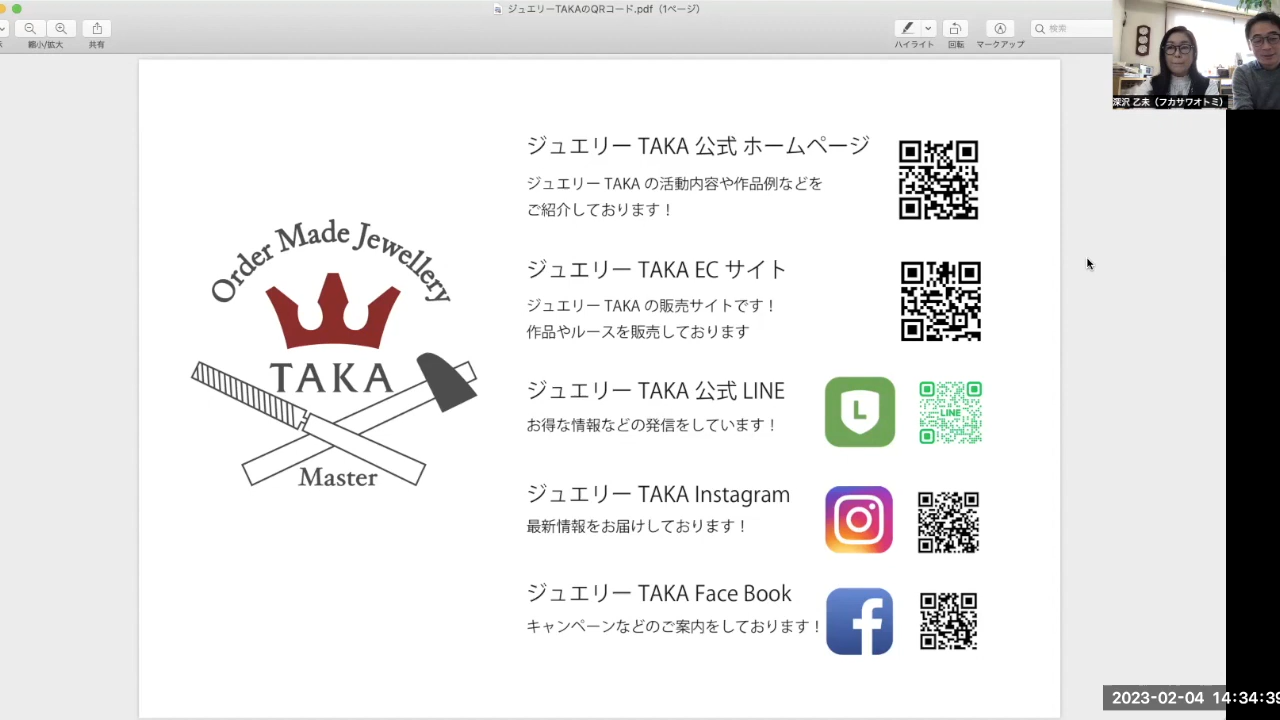 ジュエリーTAKAのQRコード.pdf（1ページ）
縮小/拡大
共有
ハイライト
回転
マークアップ
検索
深沢 乙未（フカサワオトミ）
Order Made Jewellery
TAKA
Master
ジュエリー TAKA 公式 ホームページ
ジュエリー TAKA の活動内容や作品例などを
ご紹介しております！
ジュエリー TAKA EC サイト
ジュエリー TAKA の販売サイトです！
作品やルースを販売しております
ジュエリー TAKA 公式 LINE
お得な情報などの発信をしています！
L
LINE
ジュエリー TAKA Instagram
最新情報をお届けしております！
ジュエリー TAKA Face Book
キャンペーンなどのご案内をしております！
f
2023-02-04 14:34:39